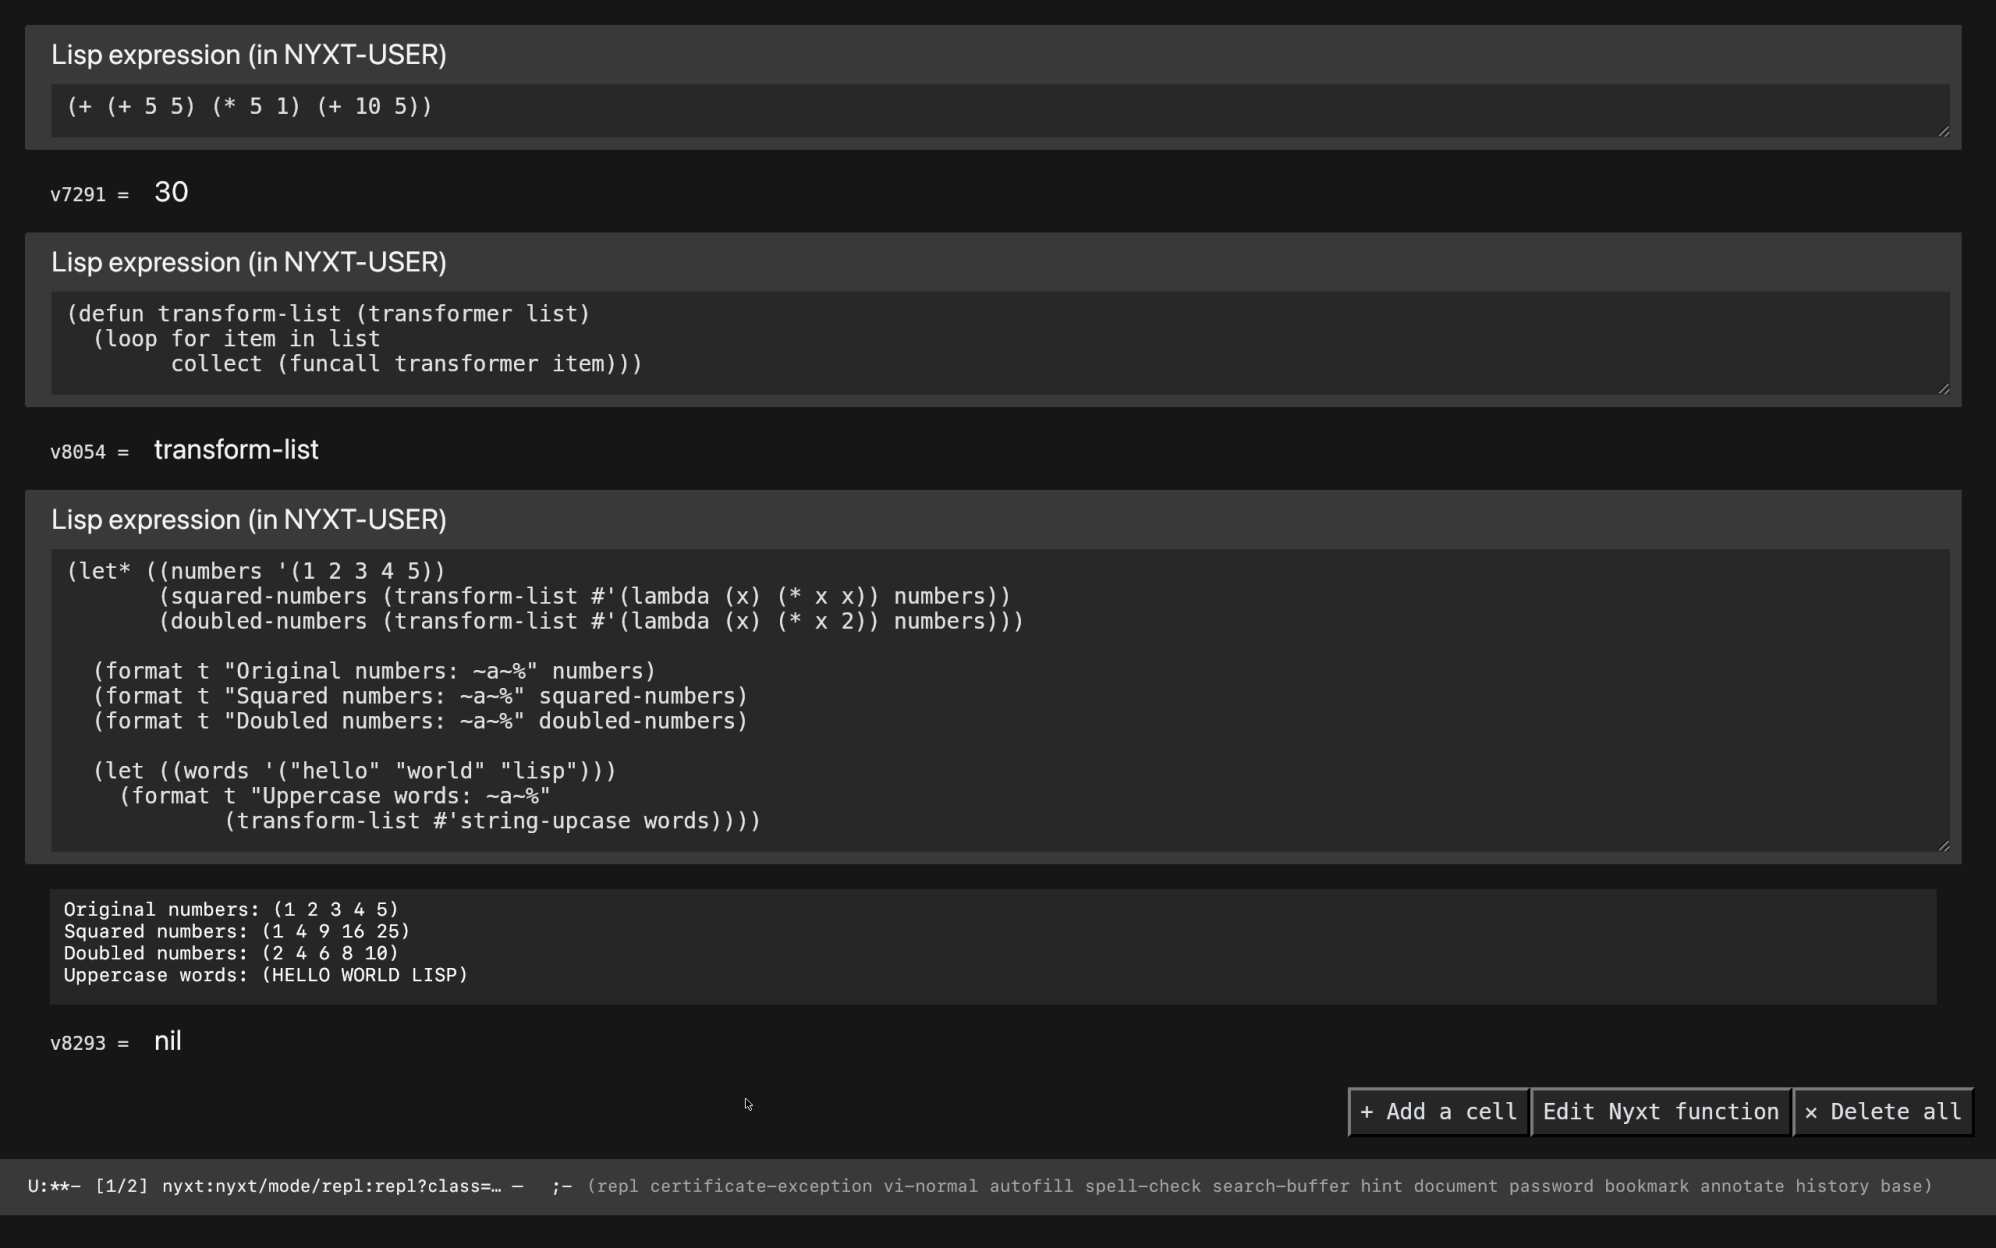 Lisp expression (in NYXT-USER)
(+ (+ 5 5) (* 5 1) (+ 10 5))
v7291 = 30
Lisp expression (in NYXT-USER)
(defun transform-list (transformer list)
  (loop for item in list
        collect (funcall transformer item)))
v8054 = transform-list
Lisp expression (in NYXT-USER)
(let* ((numbers '(1 2 3 4 5))
       (squared-numbers (transform-list #'(lambda (x) (* x x)) numbers))
       (doubled-numbers (transform-list #'(lambda (x) (* x 2)) numbers)))
  (format t "Original numbers: ~a~%" numbers)
  (format t "Squared numbers: ~a~%" squared-numbers)
  (format t "Doubled numbers: ~a~%" doubled-numbers)
  (let ((words '("hello" "world" "lisp")))
    (format t "Uppercase words: ~a~%"
            (transform-list #'string-upcase words))))
Original numbers: (1 2 3 4 5)
Squared numbers: (1 4 9 16 25)
Doubled numbers: (2 4 6 8 10)
Uppercase words: (HELLO WORLD LISP)
v8293 = nil
+ Add a cell Edit Nyxt function × Delete all
U:**- [1/2] nyxt:nyxt/mode/repl:repl?class=… — ;- (repl certificate-exception vi-normal autofill spell-check search-buffer hint document password bookmark annotate history base)